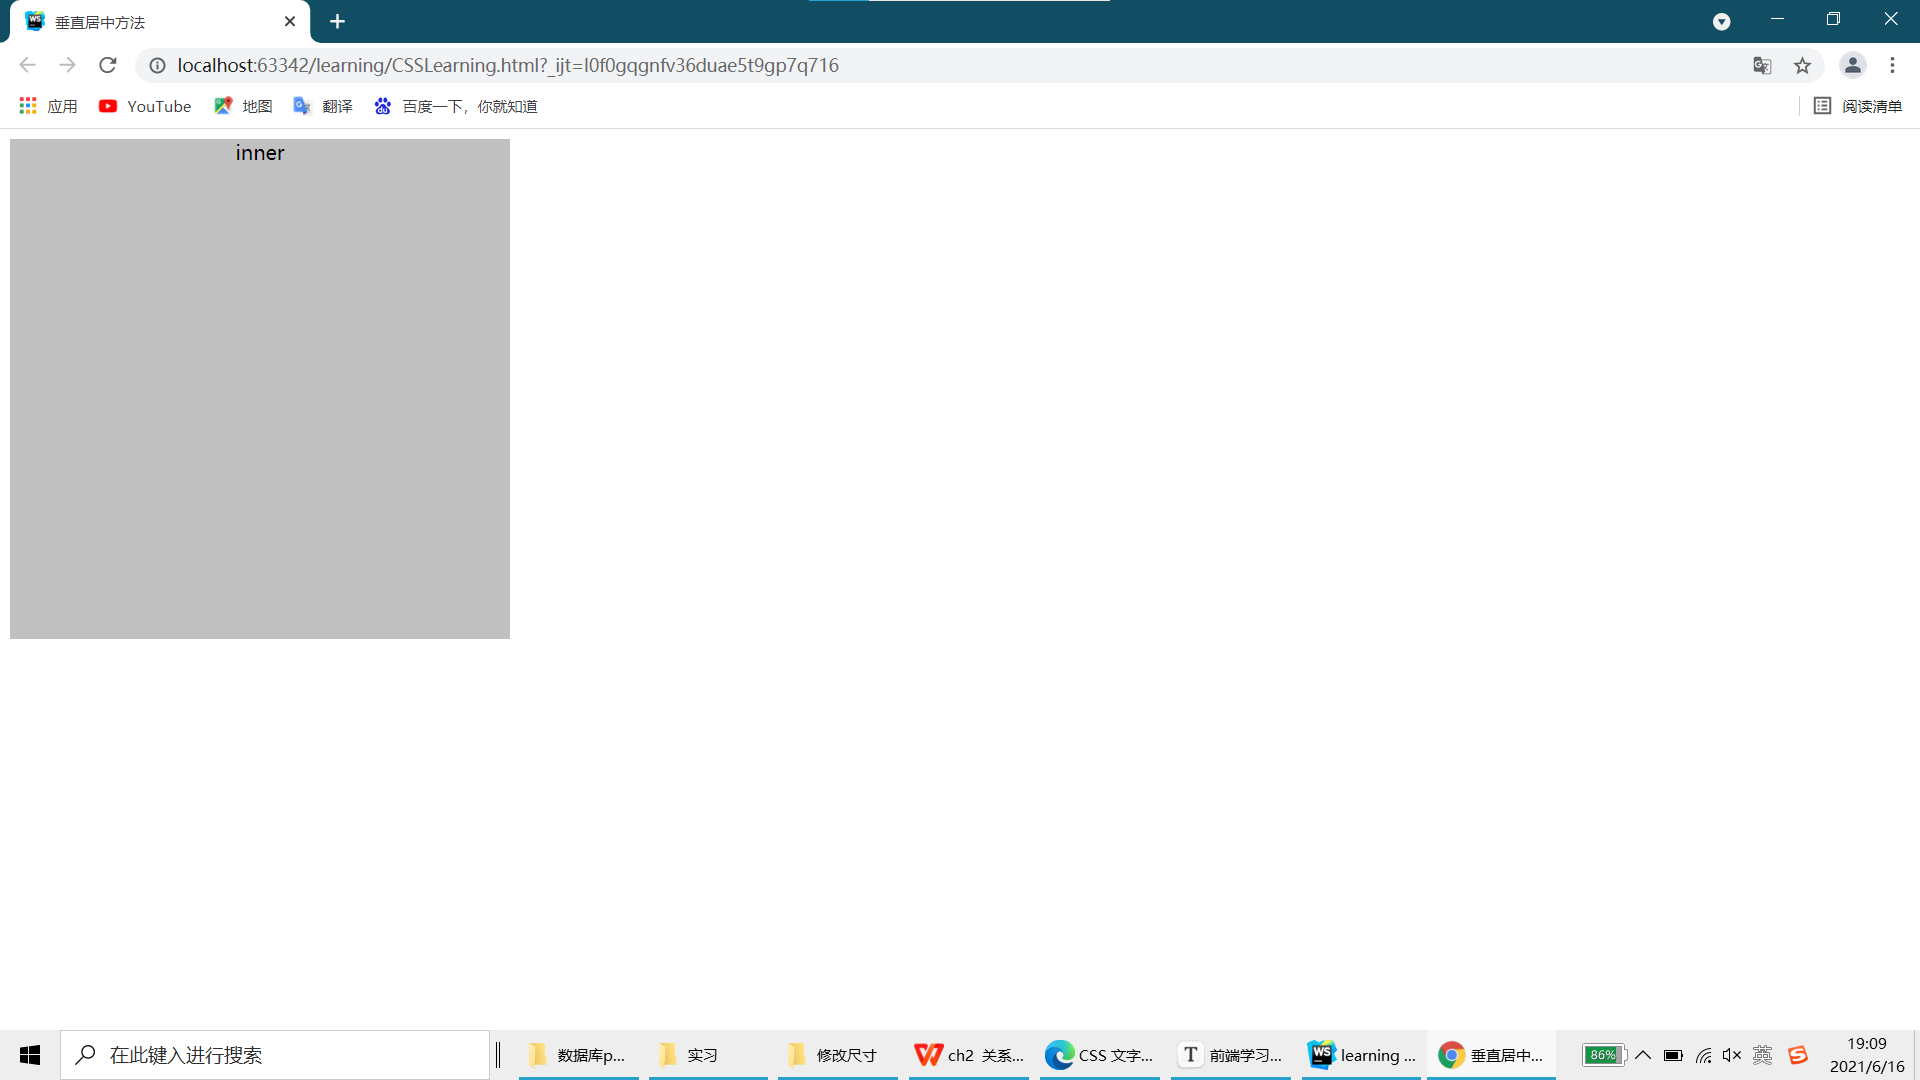 垂直居中方法
localhost:63342/learning/CSSLearning.html?_ijt=l0f0gqgnfv36duae5t9gp7q716
应用 YouTube 地图 翻译 百度一下，你就知道 阅读清单
inner
在此键入进行搜索 数据库p... 实习 修改尺寸 ch2 关系... CSS 文字... 前端学习... learning ... 垂直居中... 86% 英 19:09
2021/6/16